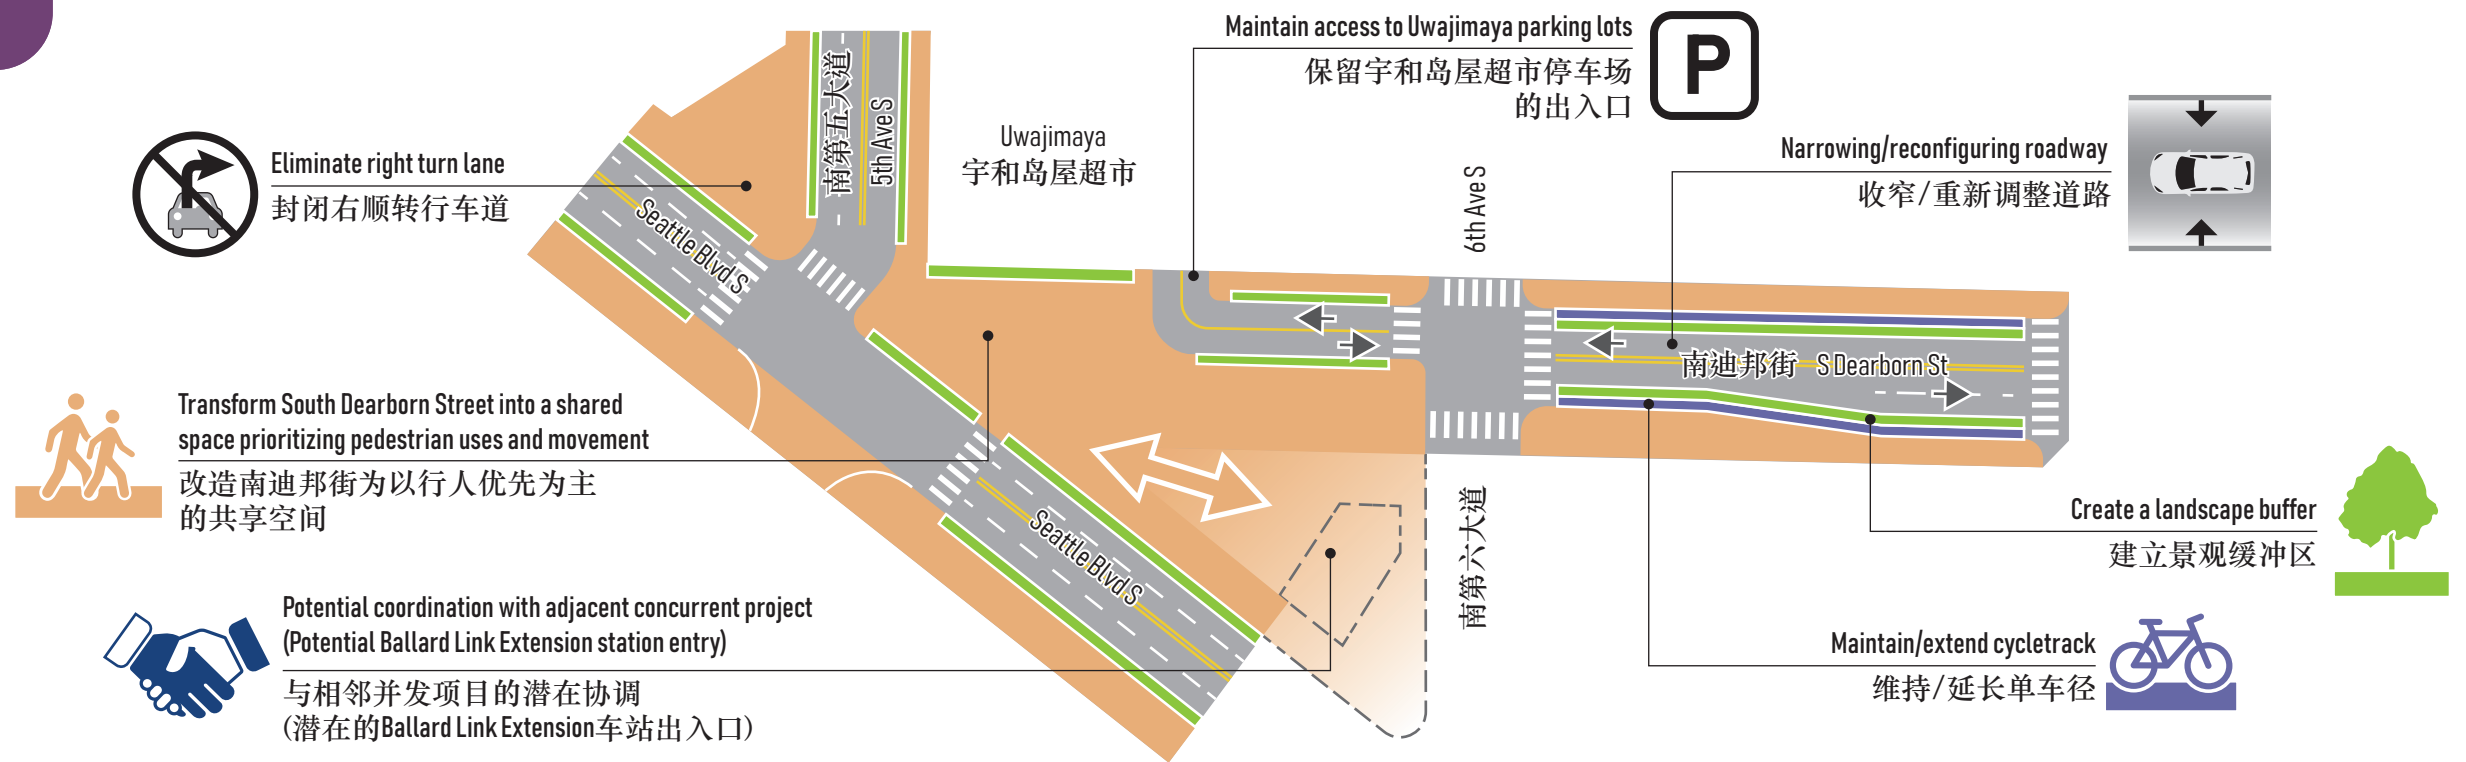 Maintain access to Uwajimaya parking lots
保留宇和岛屋超市停车场
的出入口
P
南第五大道
5th Ave S
Uwajimaya
宇和岛屋超市
Eliminate right turn lane
封闭右顺转行车道
Seattle Blvd S
6th Ave S
Narrowing/reconfiguring roadway
收窄/重新调整道路
南迪邦街 S Dearborn St
Transform South Dearborn Street into a shared
space prioritizing pedestrian uses and movement
改造南迪邦街为以行人优先为主
的共享空间
Seattle Blvd S
南第六大道
Create a landscape buffer
建立景观缓冲区
Potential coordination with adjacent concurrent project
(Potential Ballard Link Extension station entry)
与相邻并发项目的潜在协调
(潜在的Ballard Link Extension车站出入口)
Maintain/extend cycletrack
维持/延长单车径